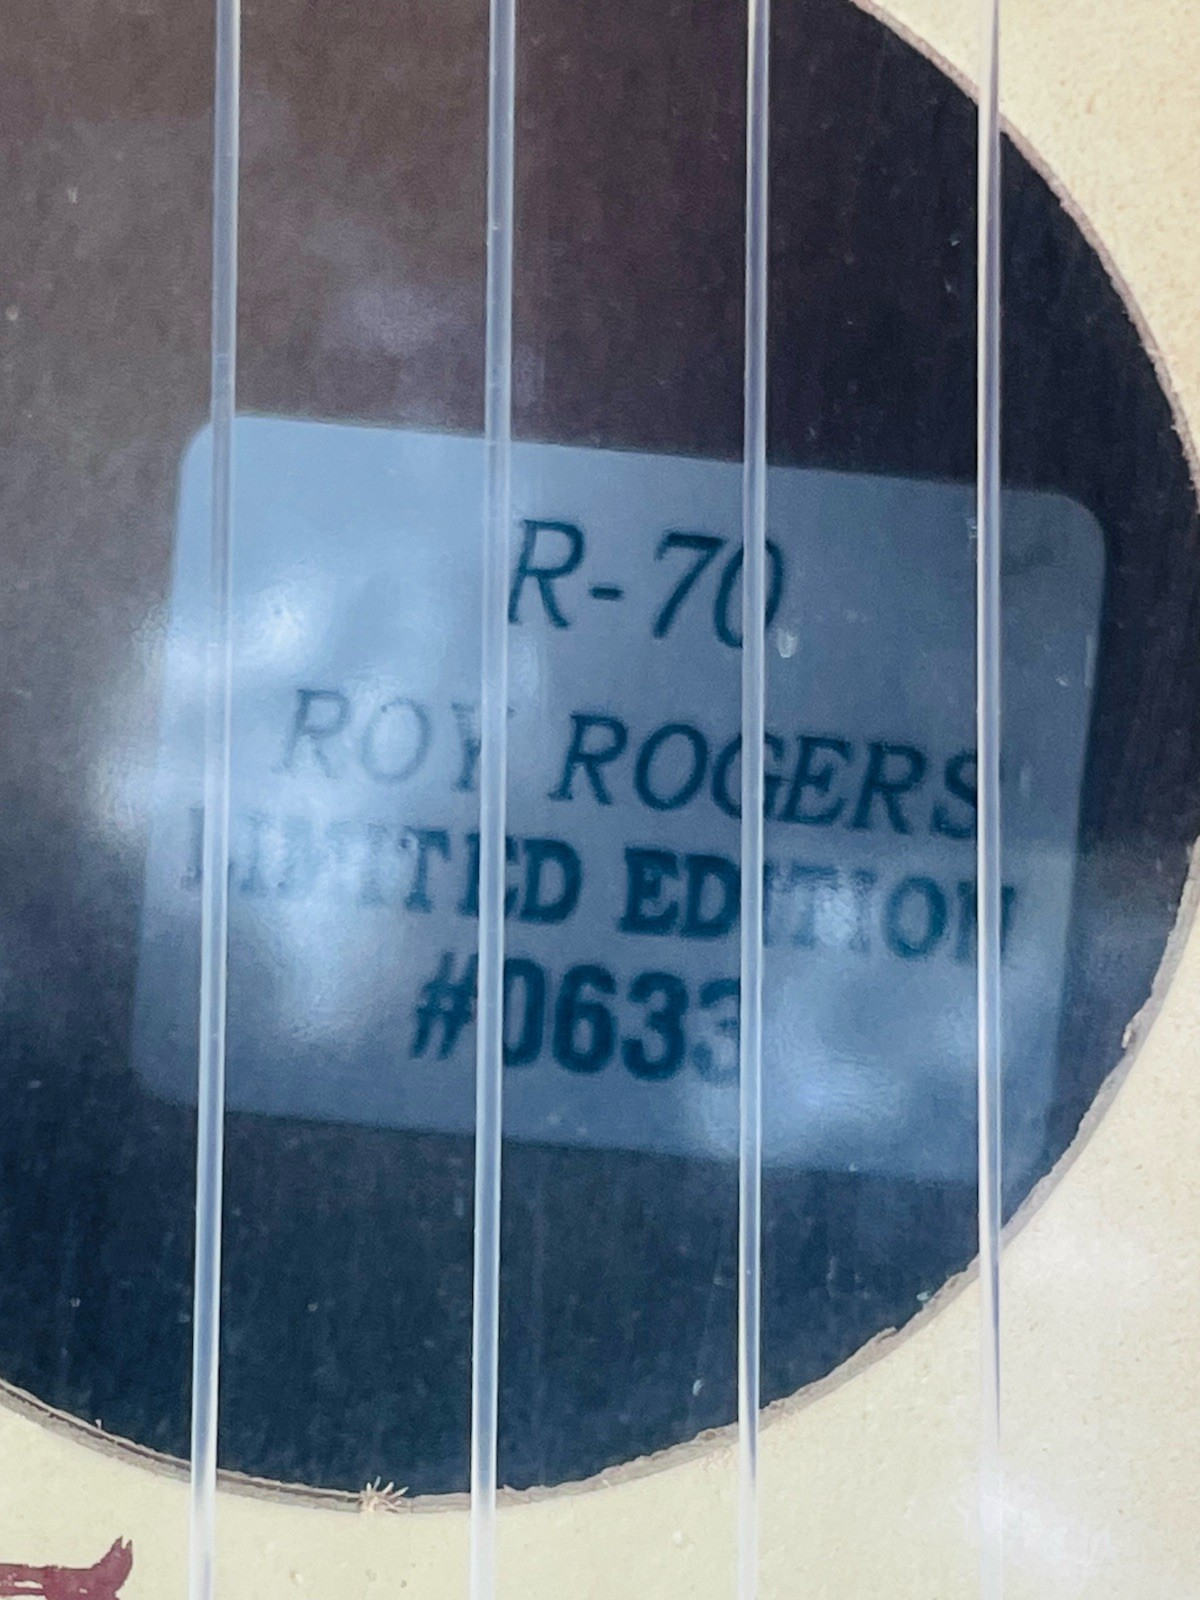 R-70
ROY ROGERS
LIMITED EDITION
#0633